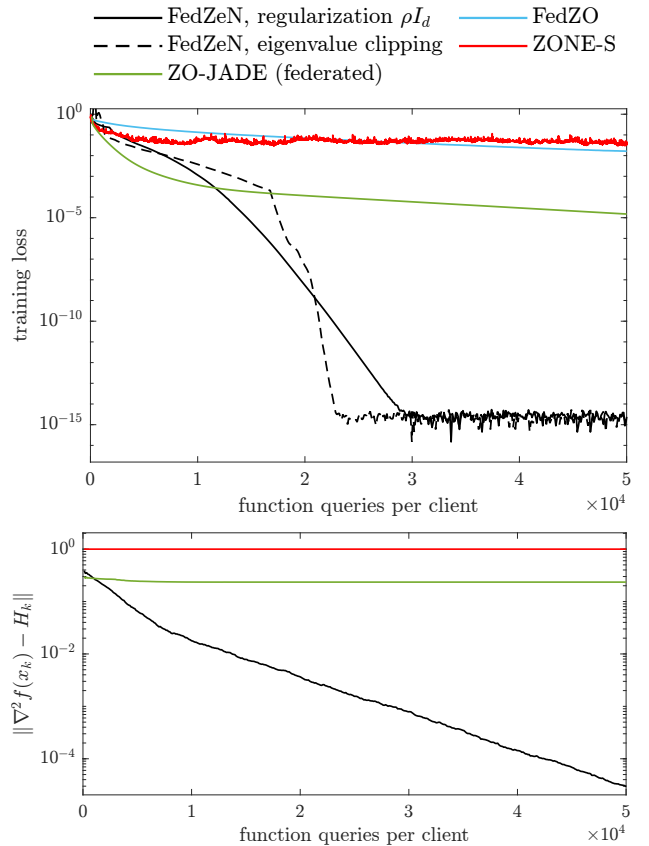 FedZeN, regularization ρI_d
FedZO
FedZeN, eigenvalue clipping
ZONE-S
ZO-JADE (federated)
10^0
10^-5
10^-10
10^-15
training loss
0
1
2
3
4
5
×10^4
function queries per client
10^0
10^-2
10^-4
‖∇²f(x_k) − H_k‖
0
1
2
3
4
5
×10^4
function queries per client